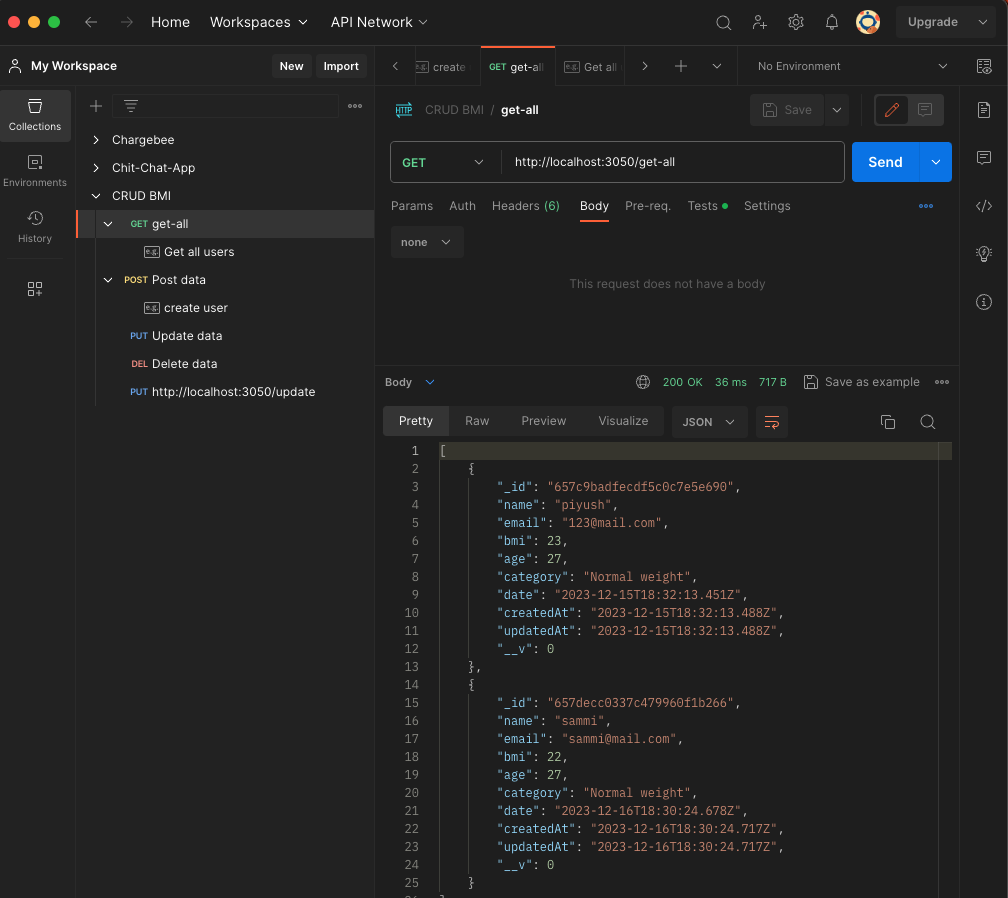 Home Workspaces API Network Upgrade
My Workspace New Import
create GET get-al Get all No Environment
Collections
Environments
History
Chargebee
Chit-Chat-App
CRUD BMI
GET get-all
e.g. Get all users
POST Post data
e.g. create user
PUT Update data
DEL Delete data
PUT http://localhost:3050/update
HTTP CRUD BMI / get-all Save
GET http://localhost:3050/get-all Send
Params Auth Headers (6) Body Pre-req. Tests Settings
none
This request does not have a body
Body 200 OK 36 ms 717 B Save as example
Pretty Raw Preview Visualize JSON
1 [
2 {
3 "_id": "657c9badfecdf5c0c7e5e690",
4 "name": "piyush",
5 "email": "123@mail.com",
6 "bmi": 23,
7 "age": 27,
8 "category": "Normal weight",
9 "date": "2023-12-15T18:32:13.451Z",
10 "createdAt": "2023-12-15T18:32:13.488Z",
11 "updatedAt": "2023-12-15T18:32:13.488Z",
12 "__v": 0
13 },
14 {
15 "_id": "657decc0337c479960f1b266",
16 "name": "sammi",
17 "email": "sammi@mail.com",
18 "bmi": 22,
19 "age": 27,
20 "category": "Normal weight",
21 "date": "2023-12-16T18:30:24.678Z",
22 "createdAt": "2023-12-16T18:30:24.717Z",
23 "updatedAt": "2023-12-16T18:30:24.717Z",
24 "__v": 0
25 }